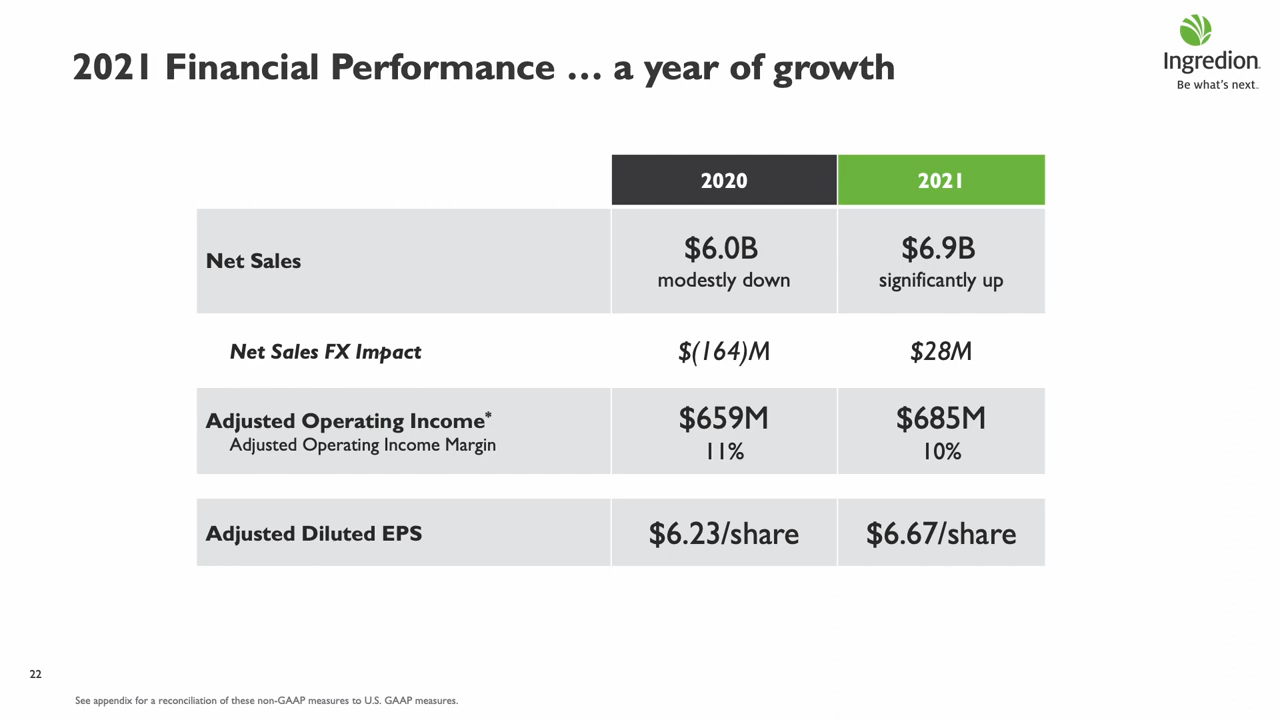 2021 Financial Performance … a year of growth
Ingredion.
Be what's next.
2020 2021
Net Sales $6.0B $6.9B
modestly down significantly up
Net Sales FX Impact $(164)M $28M
Adjusted Operating Income* $659M $685M
Adjusted Operating Income Margin 11% 10%
Adjusted Diluted EPS $6.23/share $6.67/share
22
See appendix for a reconciliation of these non-GAAP measures to U.S. GAAP measures.